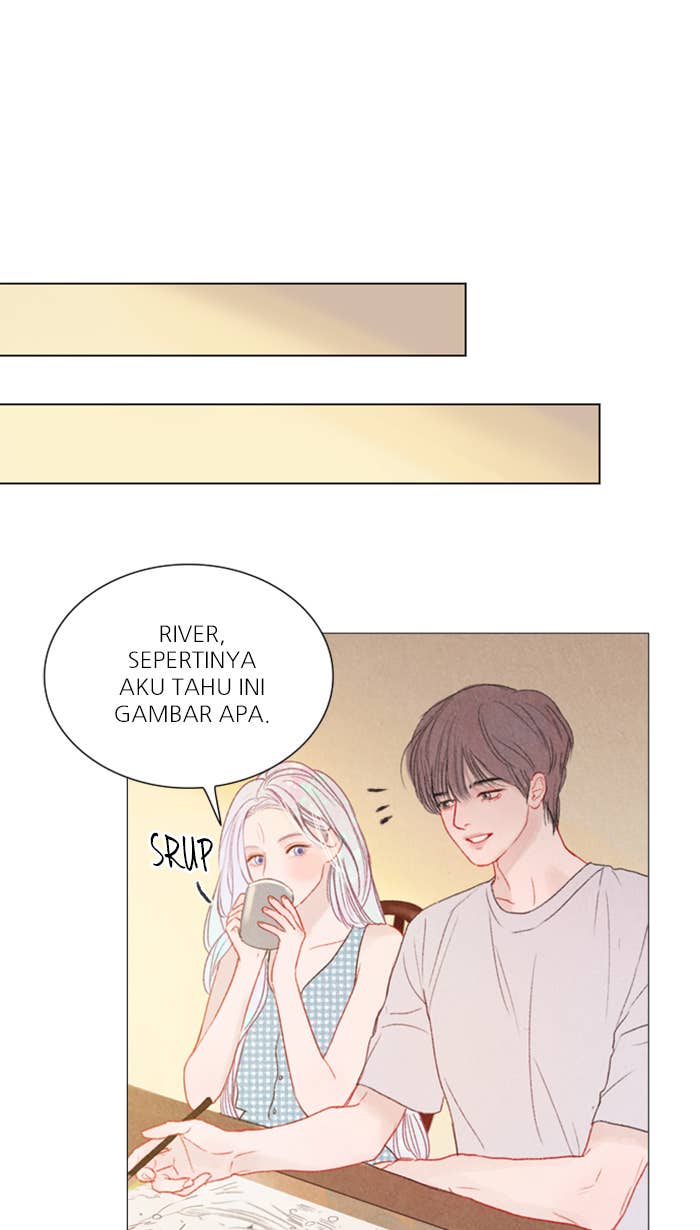 RIVER,
SEPERTINYA
AKU TAHU INI
GAMBAR APA.
SRUP